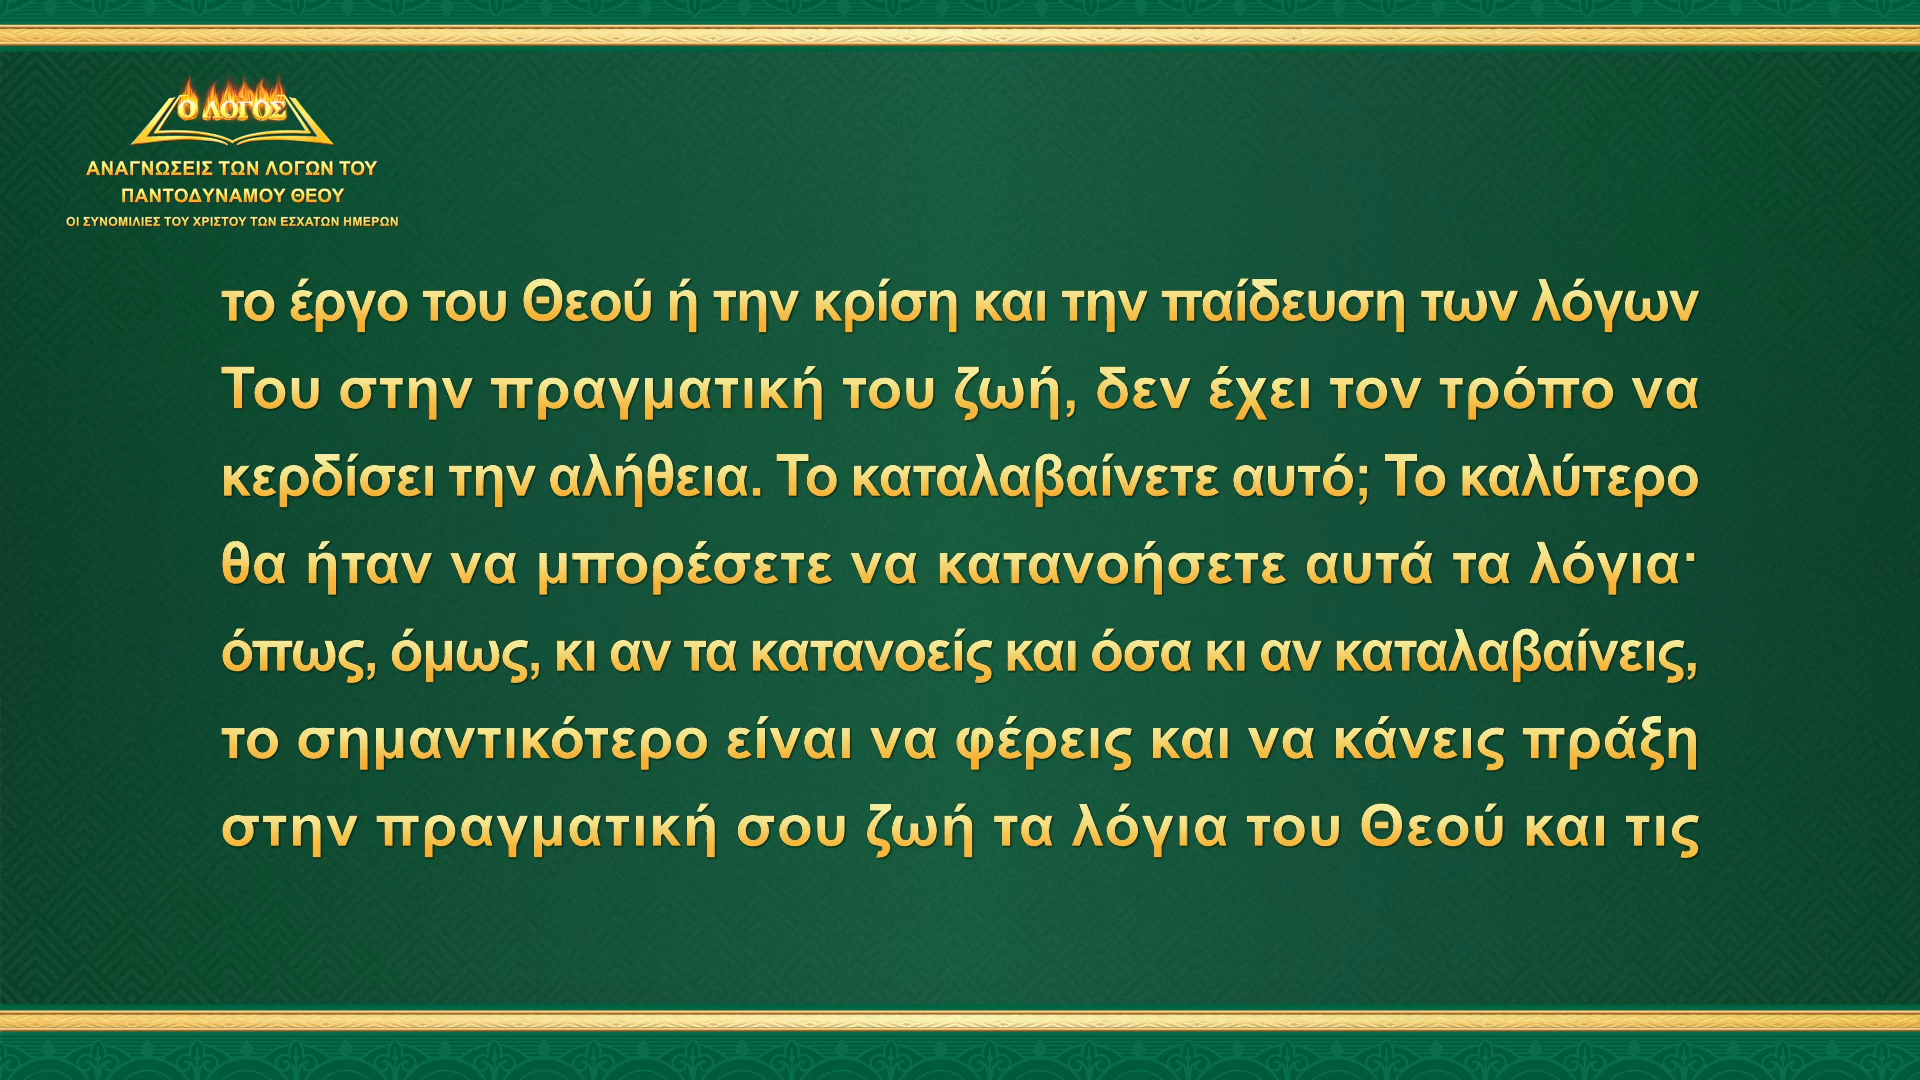 Ο ΛΟΓΟΣ
ΑΝΑΓΝΩΣΕΙΣ ΤΩΝ ΛΟΓΩΝ ΤΟΥ
ΠΑΝΤΟΔΥΝΑΜΟΥ ΘΕΟΥ
ΟΙ ΣΥΝΟΜΙΛΙΕΣ ΤΟΥ ΧΡΙΣΤΟΥ ΤΩΝ ΕΣΧΑΤΩΝ ΗΜΕΡΩΝ
το έργο του Θεού ή την κρίση και την παίδευση των λόγων
Του στην πραγματική του ζωή, δεν έχει τον τρόπο να
κερδίσει την αλήθεια. Το καταλαβαίνετε αυτό; Το καλύτερο
θα ήταν να μπορέσετε να κατανοήσετε αυτά τα λόγια·
όπως, όμως, κι αν τα κατανοείς και όσα κι αν καταλαβαίνεις,
το σημαντικότερο είναι να φέρεις και να κάνεις πράξη
στην πραγματική σου ζωή τα λόγια του Θεού και τις